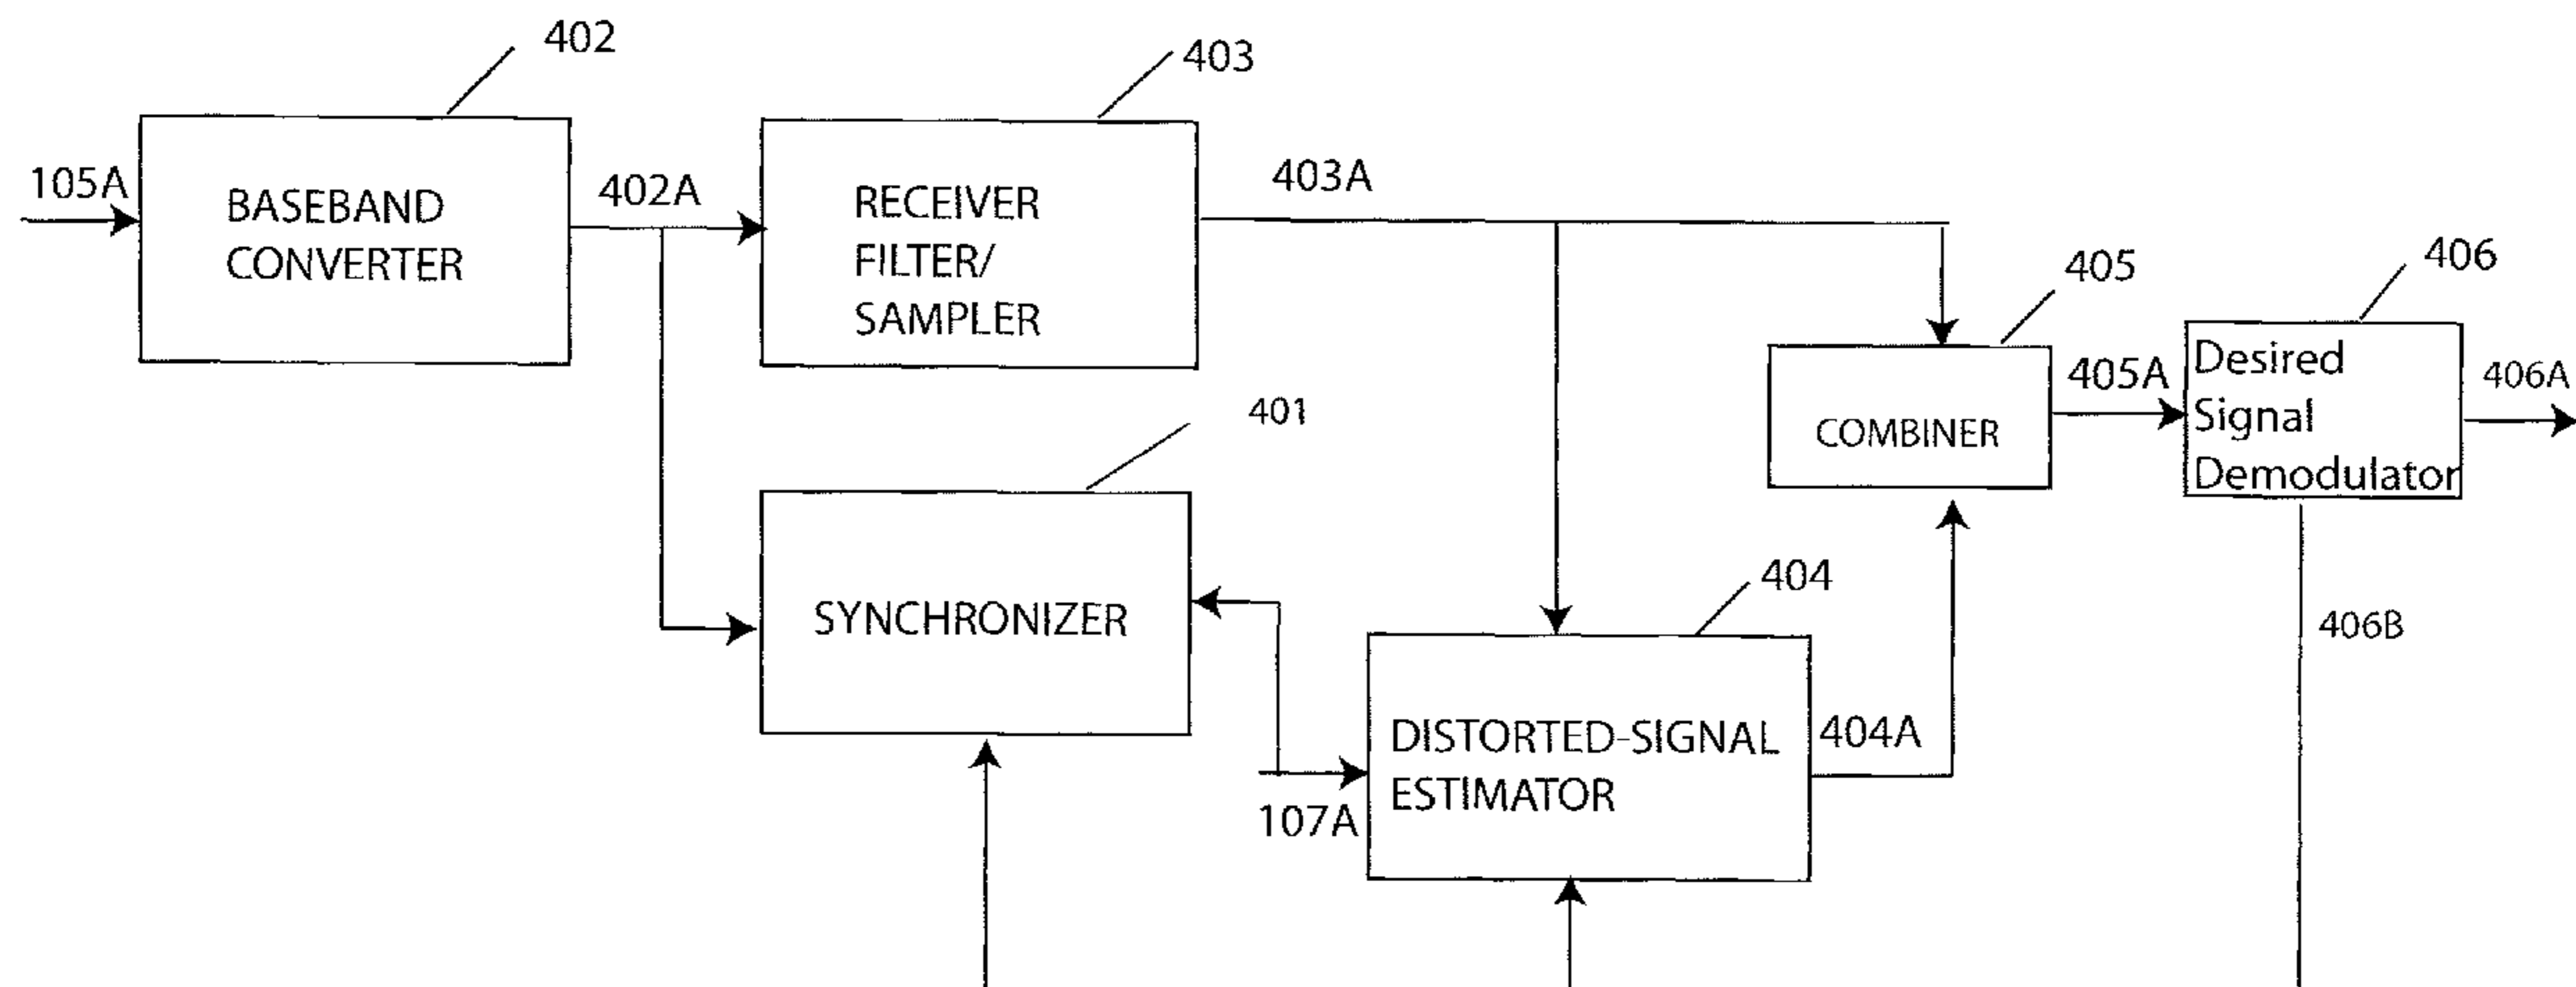 402
403
105A
BASEBAND
CONVERTER
402A
RECEIVER
FILTER/
SAMPLER
403A
401
SYNCHRONIZER
405
COMBINER
405A
406
Desired
Signal
Demodulator
406A
404
DISTORTED-SIGNAL
ESTIMATOR
404A
107A
406B